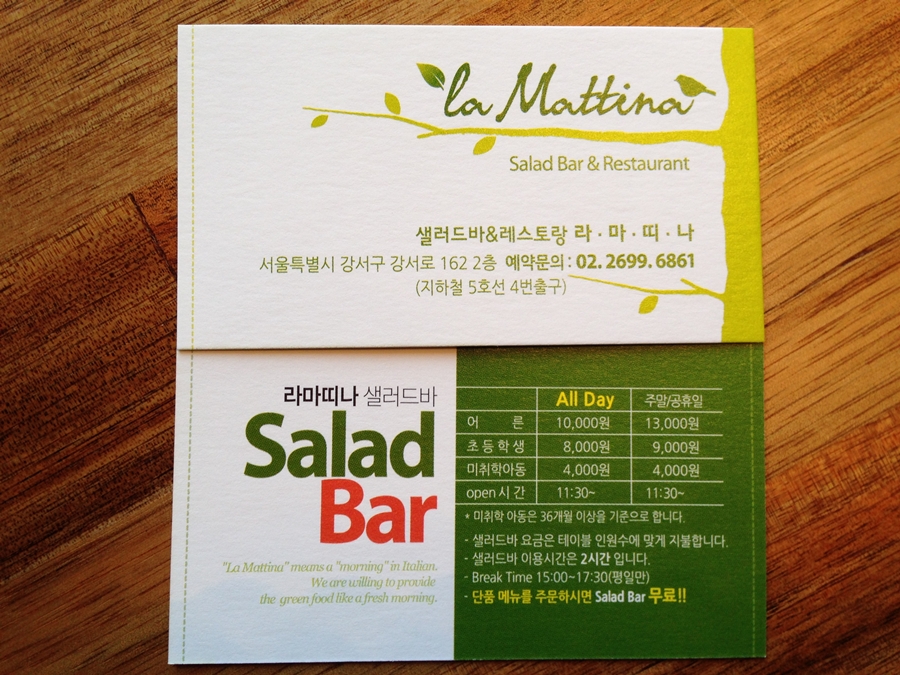 la Mattina
Salad Bar & Restaurant
샐러드바&레스토랑 라·마·띠·나
서울특별시 강서구 강서로 162 2층 예약문의: 02. 2699. 6861
(지하철 5호선 4번출구)
라마띠나 샐러드바
Salad
Bar
"La Mattina" means a "morning" in Italian.
We are willing to provide
the green food like a fresh morning.
All Day 주말/공휴일
어 른 10,000원 13,000원
초 등 학 생 8,000원 9,000원
미취학아동 4,000원 4,000원
open 시 간 11:30~ 11:30~
* 미취학 아동은 36개월 이상을 기준으로 합니다.
- 샐러드바 요금은 테이블 인원수에 맞게 지불합니다.
- 샐러드바 이용시간은 2시간 입니다.
- Break Time 15:00~17:30(평일만)
- 단품 메뉴를 주문하시면 Salad Bar 무료!!